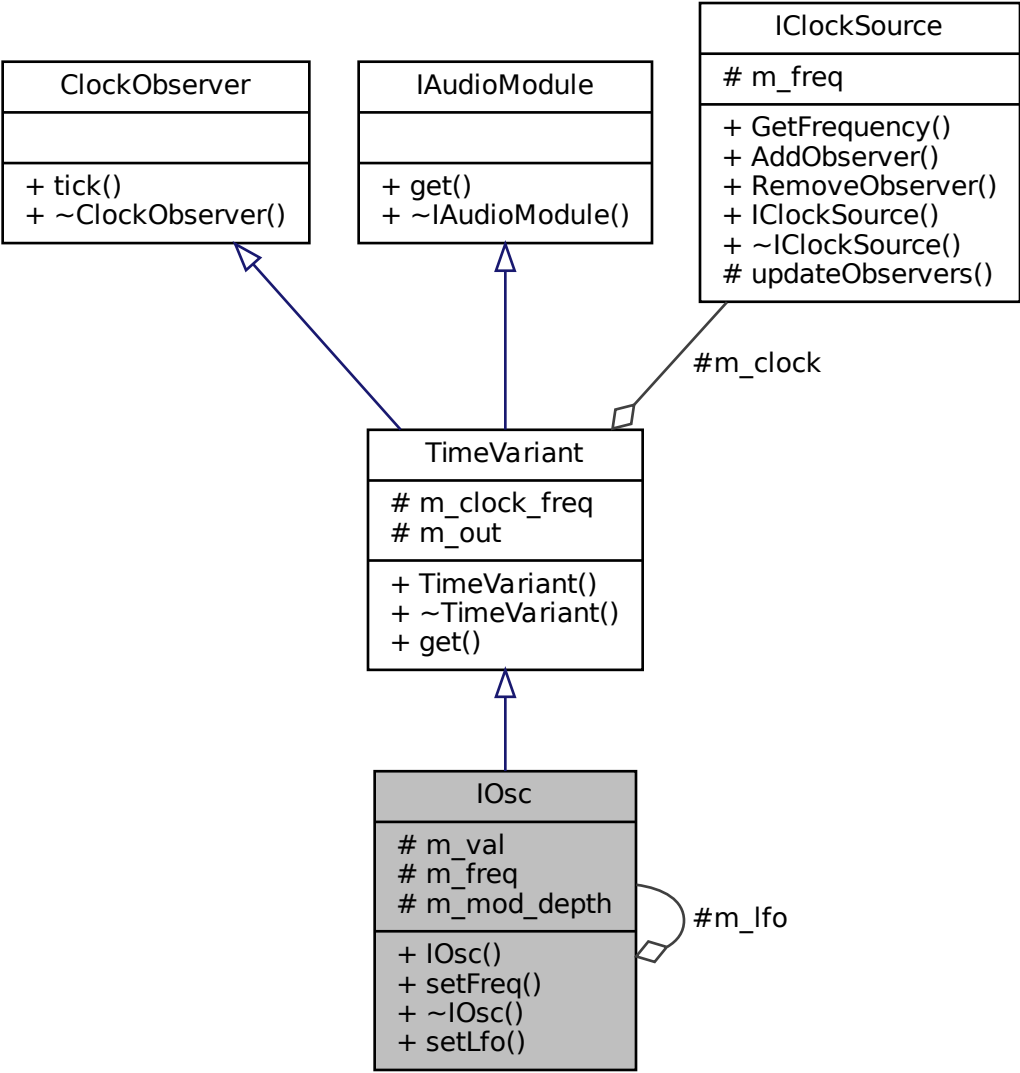 IClockSource
# m_freq
+ GetFrequency()
+ AddObserver()
+ RemoveObserver()
+ IClockSource()
+ ~IClockSource()
# updateObservers()
ClockObserver
+ tick()
+ ~ClockObserver()
IAudioModule
+ get()
+ ~IAudioModule()
#m_clock
TimeVariant
# m_clock_freq
# m_out
+ TimeVariant()
+ ~TimeVariant()
+ get()
IOsc
# m_val
# m_freq
# m_mod_depth
+ IOsc()
+ setFreq()
+ ~IOsc()
+ setLfo()
#m_lfo